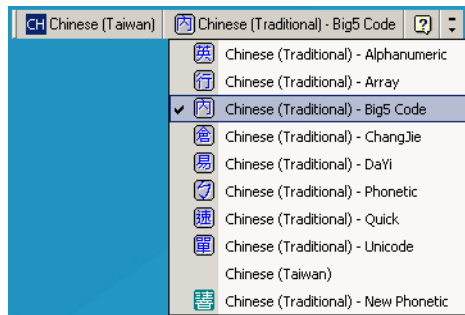 CH Chinese (Taiwan) 內 Chinese (Traditional) - Big5 Code ?
英 Chinese (Traditional) - Alphanumeric
行 Chinese (Traditional) - Array
✓ 內 Chinese (Traditional) - Big5 Code
倉 Chinese (Traditional) - ChangJie
易 Chinese (Traditional) - DaYi
ㄅ Chinese (Traditional) - Phonetic
速 Chinese (Traditional) - Quick
單 Chinese (Traditional) - Unicode
Chinese (Taiwan)
Chinese (Traditional) - New Phonetic